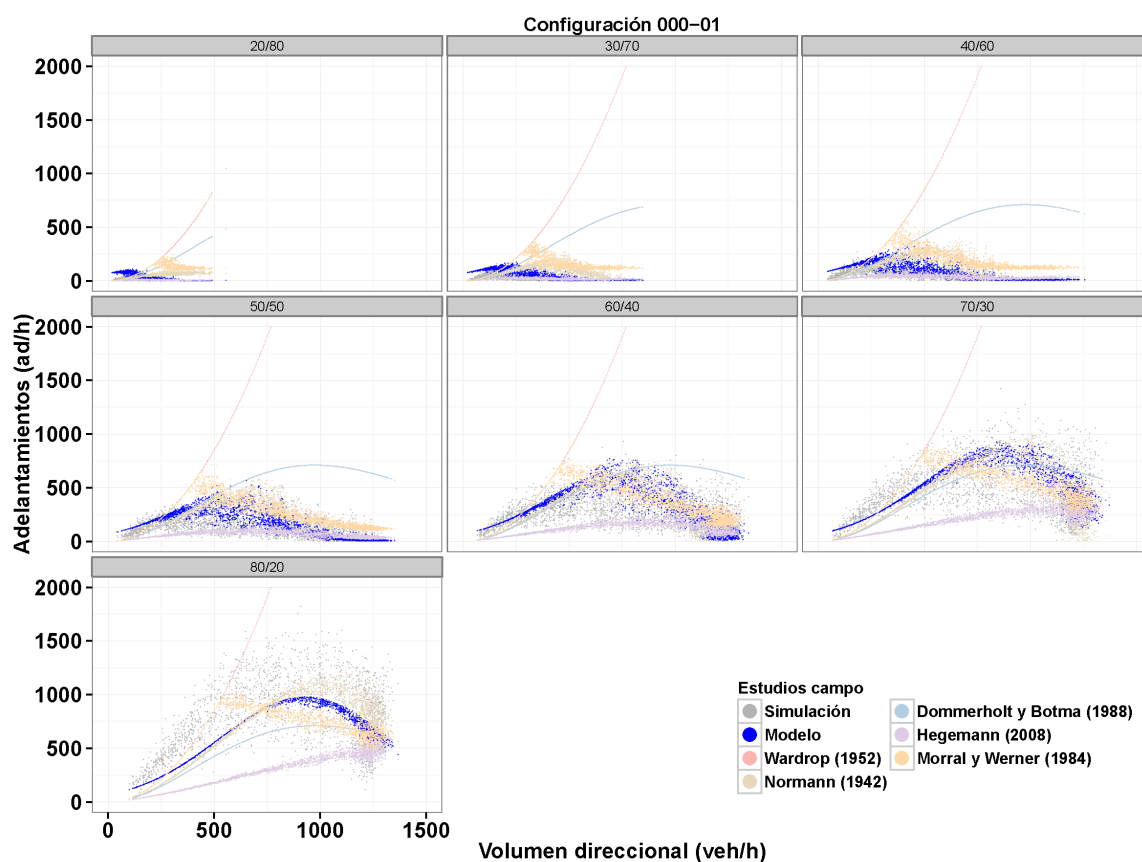 Configuración 000−01
20/80
30/70
40/60
2000
1500
1000
500
0
50/50
60/40
70/30
2000
1500
1000
500
0
80/20
2000
1500
1000
500
0
0
500
1000
1500
Adelantamientos (ad/h)
Volumen direccional (veh/h)
Estudios campo
Simulación
Modelo
Wardrop (1952)
Normann (1942)
Dommerholt y Botma (1988)
Hegemann (2008)
Morral y Werner (1984)